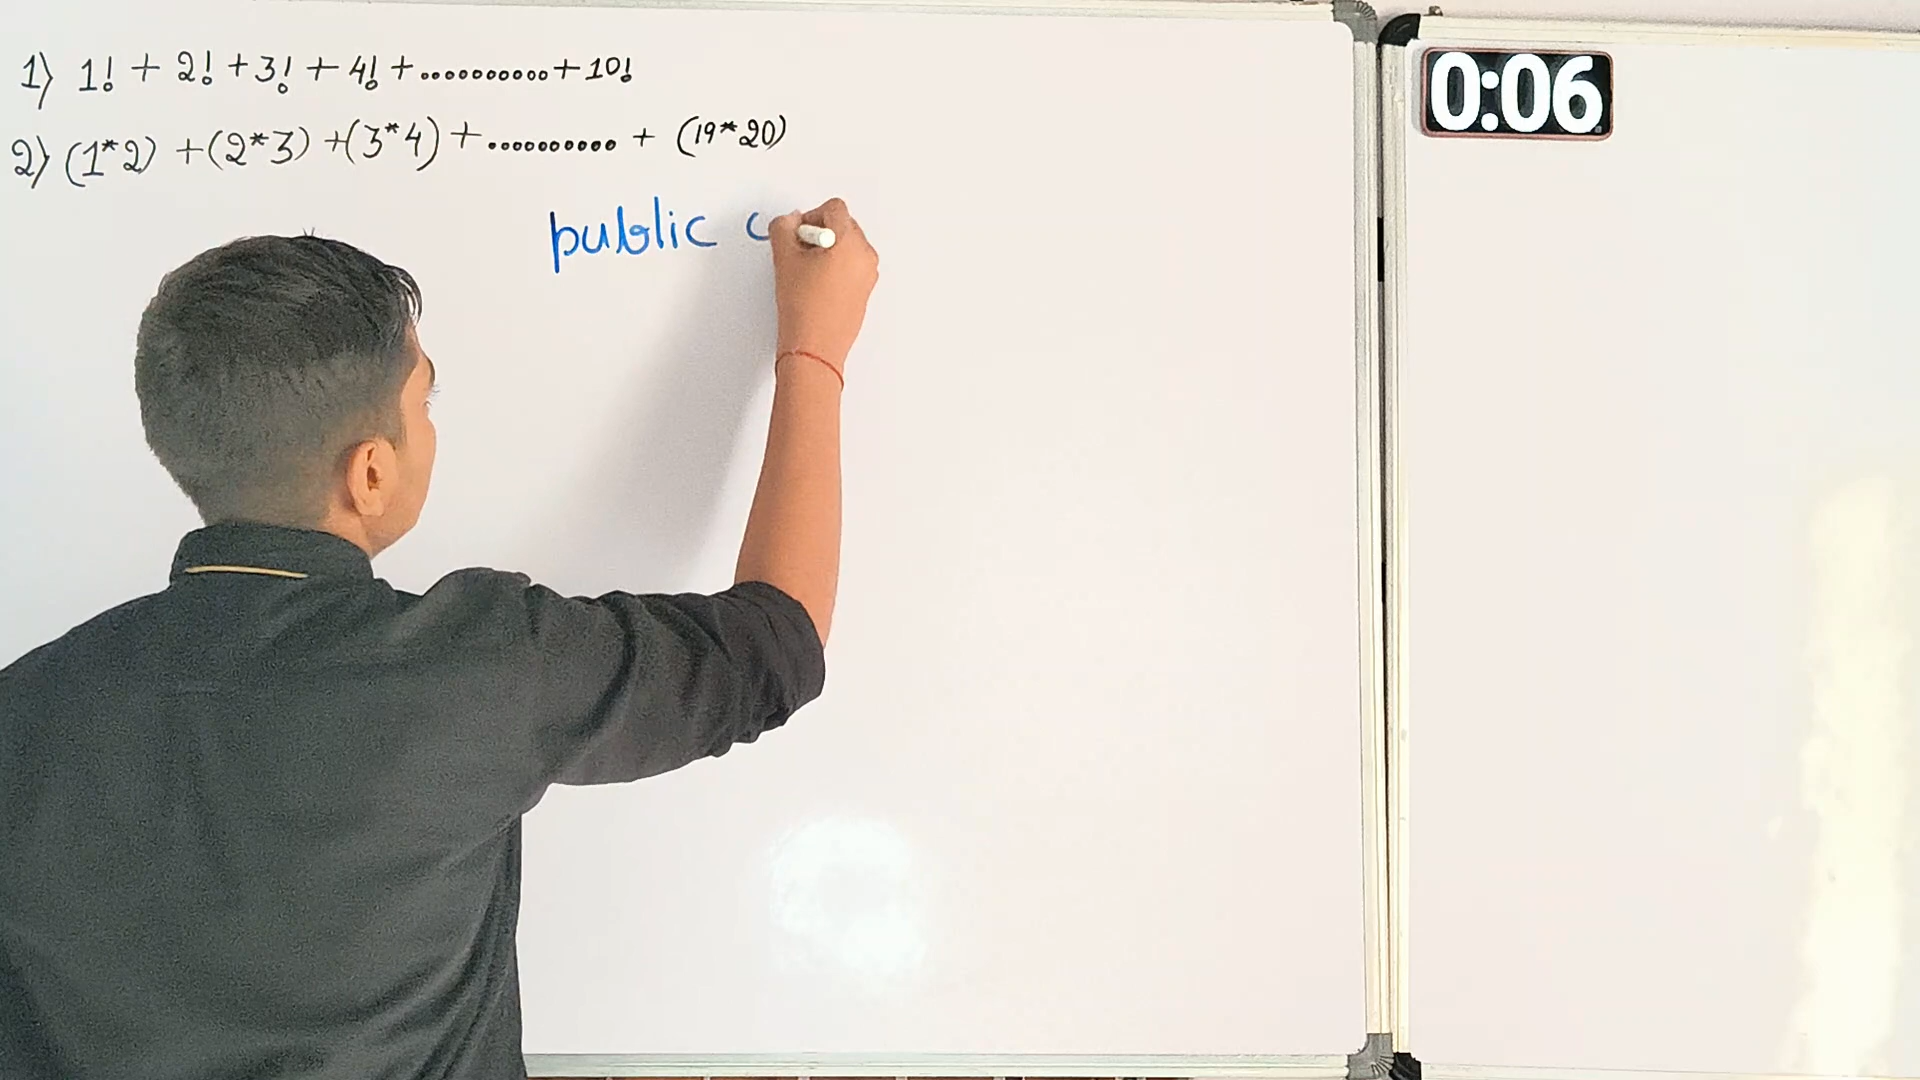 1) 1! + 2! + 3! + 4! + .......... + 10!
2) (1*2) + (2*3) + (3*4) + .......... + (19*20)
public c
0:06